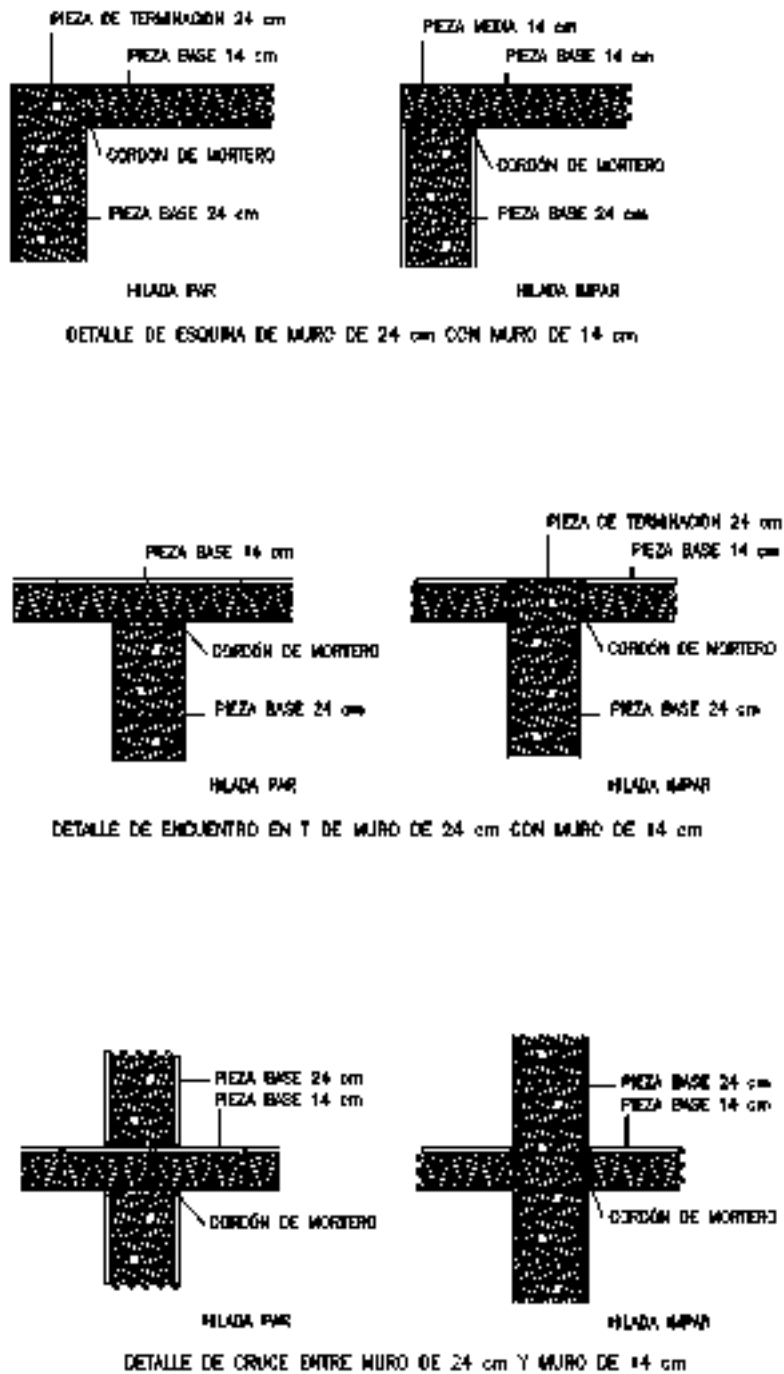 PIEZA DE TERMINACIÓN 24 cm
PIEZA BASE 14 cm
CORDÓN DE MORTERO
PIEZA BASE 24 cm
HILADA PAR
PIEZA MEDIA 14 cm
PIEZA BASE 14 cm
CORDÓN DE MORTERO
PIEZA BASE 24 cm
HILADA IMPAR
DETALLE DE ESQUINA DE MURO DE 24 cm CON MURO DE 14 cm
PIEZA BASE 14 cm
CORDÓN DE MORTERO
PIEZA BASE 24 cm
HILADA PAR
PIEZA DE TERMINACIÓN 24 cm
PIEZA BASE 14 cm
CORDÓN DE MORTERO
PIEZA BASE 24 cm
HILADA IMPAR
DETALLE DE ENCUENTRO EN T DE MURO DE 24 cm CON MURO DE 14 cm
PIEZA BASE 24 cm
PIEZA BASE 14 cm
CORDÓN DE MORTERO
HILADA PAR
PIEZA BASE 24 cm
PIEZA BASE 14 cm
CORDÓN DE MORTERO
HILADA IMPAR
DETALLE DE CRUCE ENTRE MURO DE 24 cm Y MURO DE 14 cm